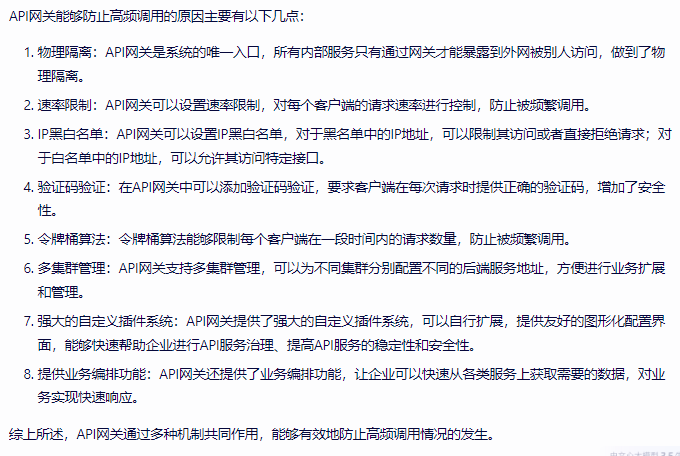 API网关能够防止高频调用的原因主要有以下几点：
1. 物理隔离：API网关是系统的唯一入口，所有内部服务只有通过网关才能暴露到外网被别人访问，做到了物
理隔离。
2. 速率限制：API网关可以设置速率限制，对每个客户端的请求速率进行控制，防止被频繁调用。
3. IP黑白名单：API网关可以设置IP黑白名单，对于黑名单中的IP地址，可以限制其访问或者直接拒绝请求；对
于白名单中的IP地址，可以允许其访问特定接口。
4. 验证码验证：在API网关中可以添加验证码验证，要求客户端在每次请求时提供正确的验证码，增加了安全
性。
5. 令牌桶算法：令牌桶算法能够限制每个客户端在一段时间内的请求数量，防止被频繁调用。
6. 多集群管理：API网关支持多集群管理，可以为不同集群分别配置不同的后端服务地址，方便进行业务扩展
和管理。
7. 强大的自定义插件系统：API网关提供了强大的自定义插件系统，可以自行扩展，提供友好的图形化配置界
面，能够快速帮助企业进行API服务治理、提高API服务的稳定性和安全性。
8. 提供业务编排功能：API网关还提供了业务编排功能，让企业可以快速从各类服务上获取需要的数据，对业
务实现快速响应。
综上所述，API网关通过多种机制共同作用，能够有效地防止高频调用情况的发生。